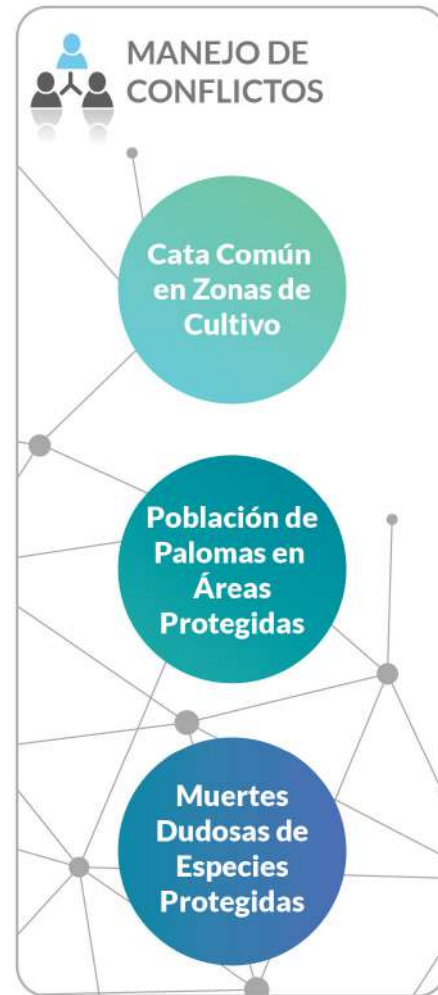 MANEJO DE
CONFLICTOS
Cata Común
en Zonas de
Cultivo
Población de
Palomas en
Áreas
Protegidas
Muertes
Dudosas de
Especies
Protegidas